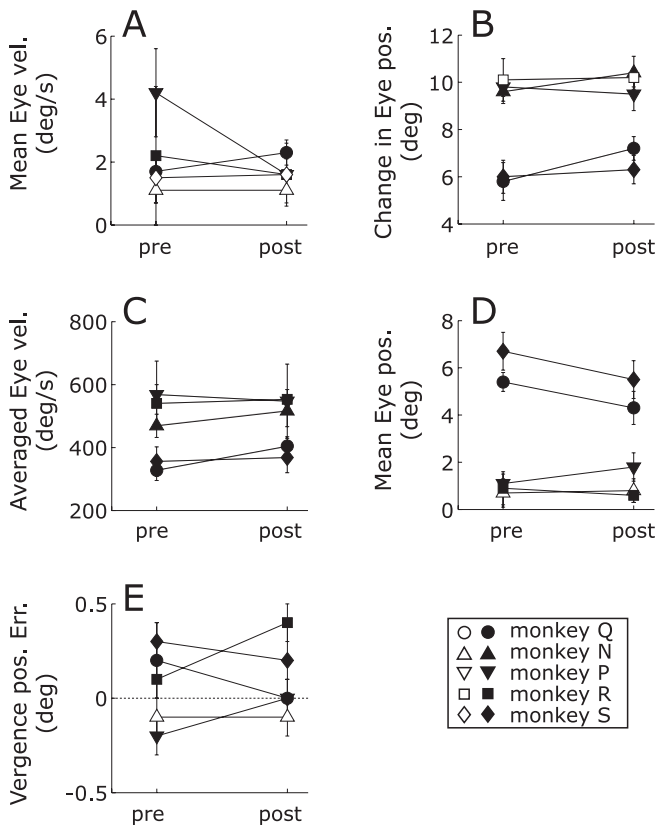 A
B
Mean Eye vel.
(deg/s)
6
4
2
0
pre
post
Change in Eye pos.
(deg)
12
10
8
6
4
pre
post
C
D
Averaged Eye vel.
(deg/s)
800
600
400
200
pre
post
Mean Eye pos.
(deg)
8
6
4
2
0
pre
post
E
Vergence pos. Err.
(deg)
0.5
0
-0.5
pre
post
monkey Q
monkey N
monkey P
monkey R
monkey S